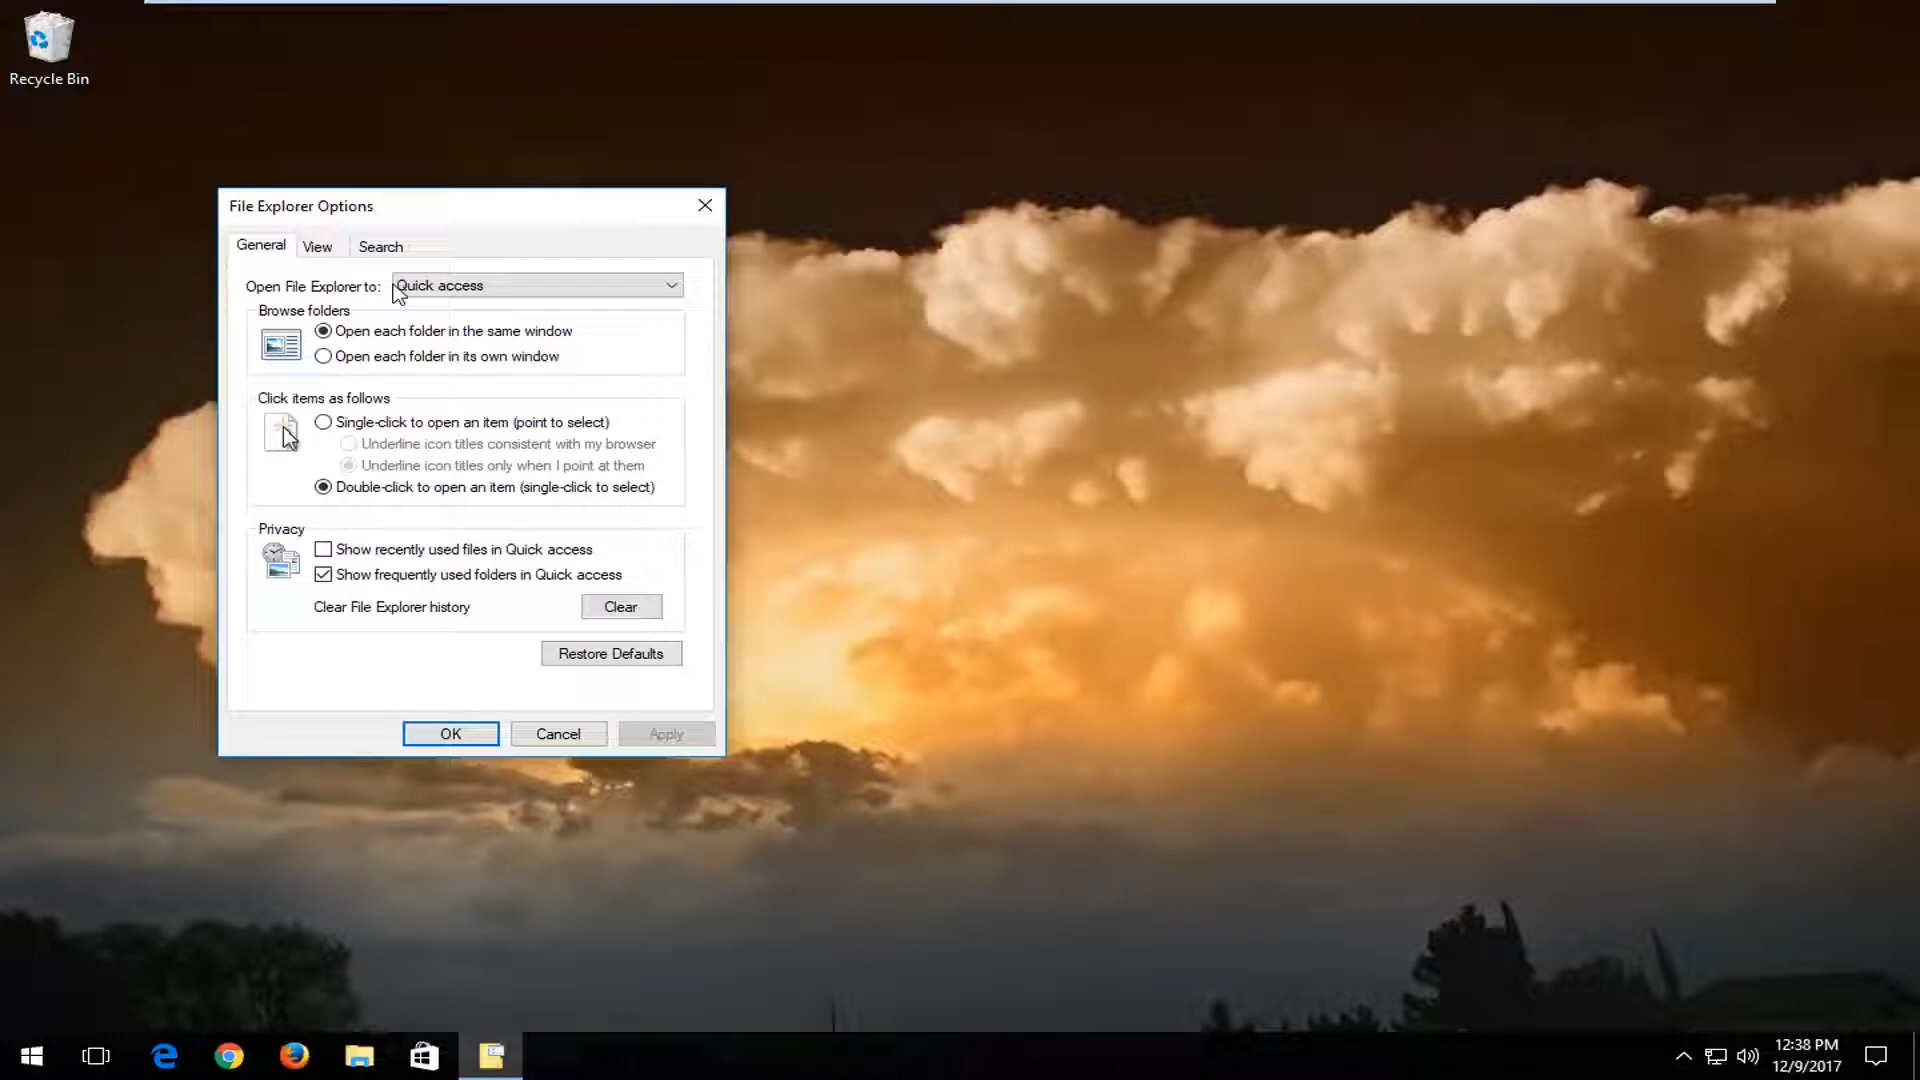 Recycle Bin
File Explorer Options
General
View
Search
Open File Explorer to:
Quick access
Browse folders
Open each folder in the same window
Open each folder in its own window
Click items as follows
Single-click to open an item (point to select)
Underline icon titles consistent with my browser
Underline icon titles only when I point at them
Double-click to open an item (single-click to select)
Privacy
Show recently used files in Quick access
Show frequently used folders in Quick access
Clear File Explorer history
Clear
Restore Defaults
OK
Cancel
Apply
12:38 PM
12/9/2017